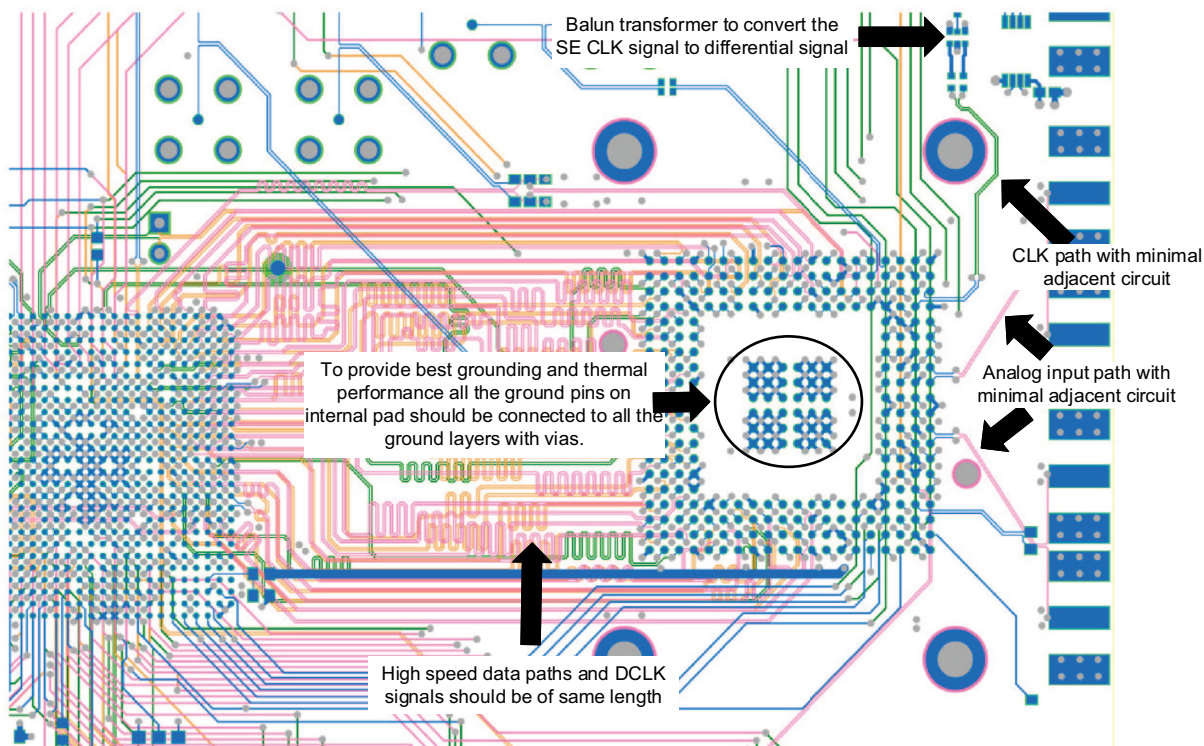 Balun transformer to convert the
SE CLK signal to differential signal
CLK path with minimal
adjacent circuit
To provide best grounding and thermal
performance all the ground pins on
internal pad should be connected to all the
ground layers with vias.
Analog input path with
minimal adjacent circuit
High speed data paths and DCLK
signals should be of same length